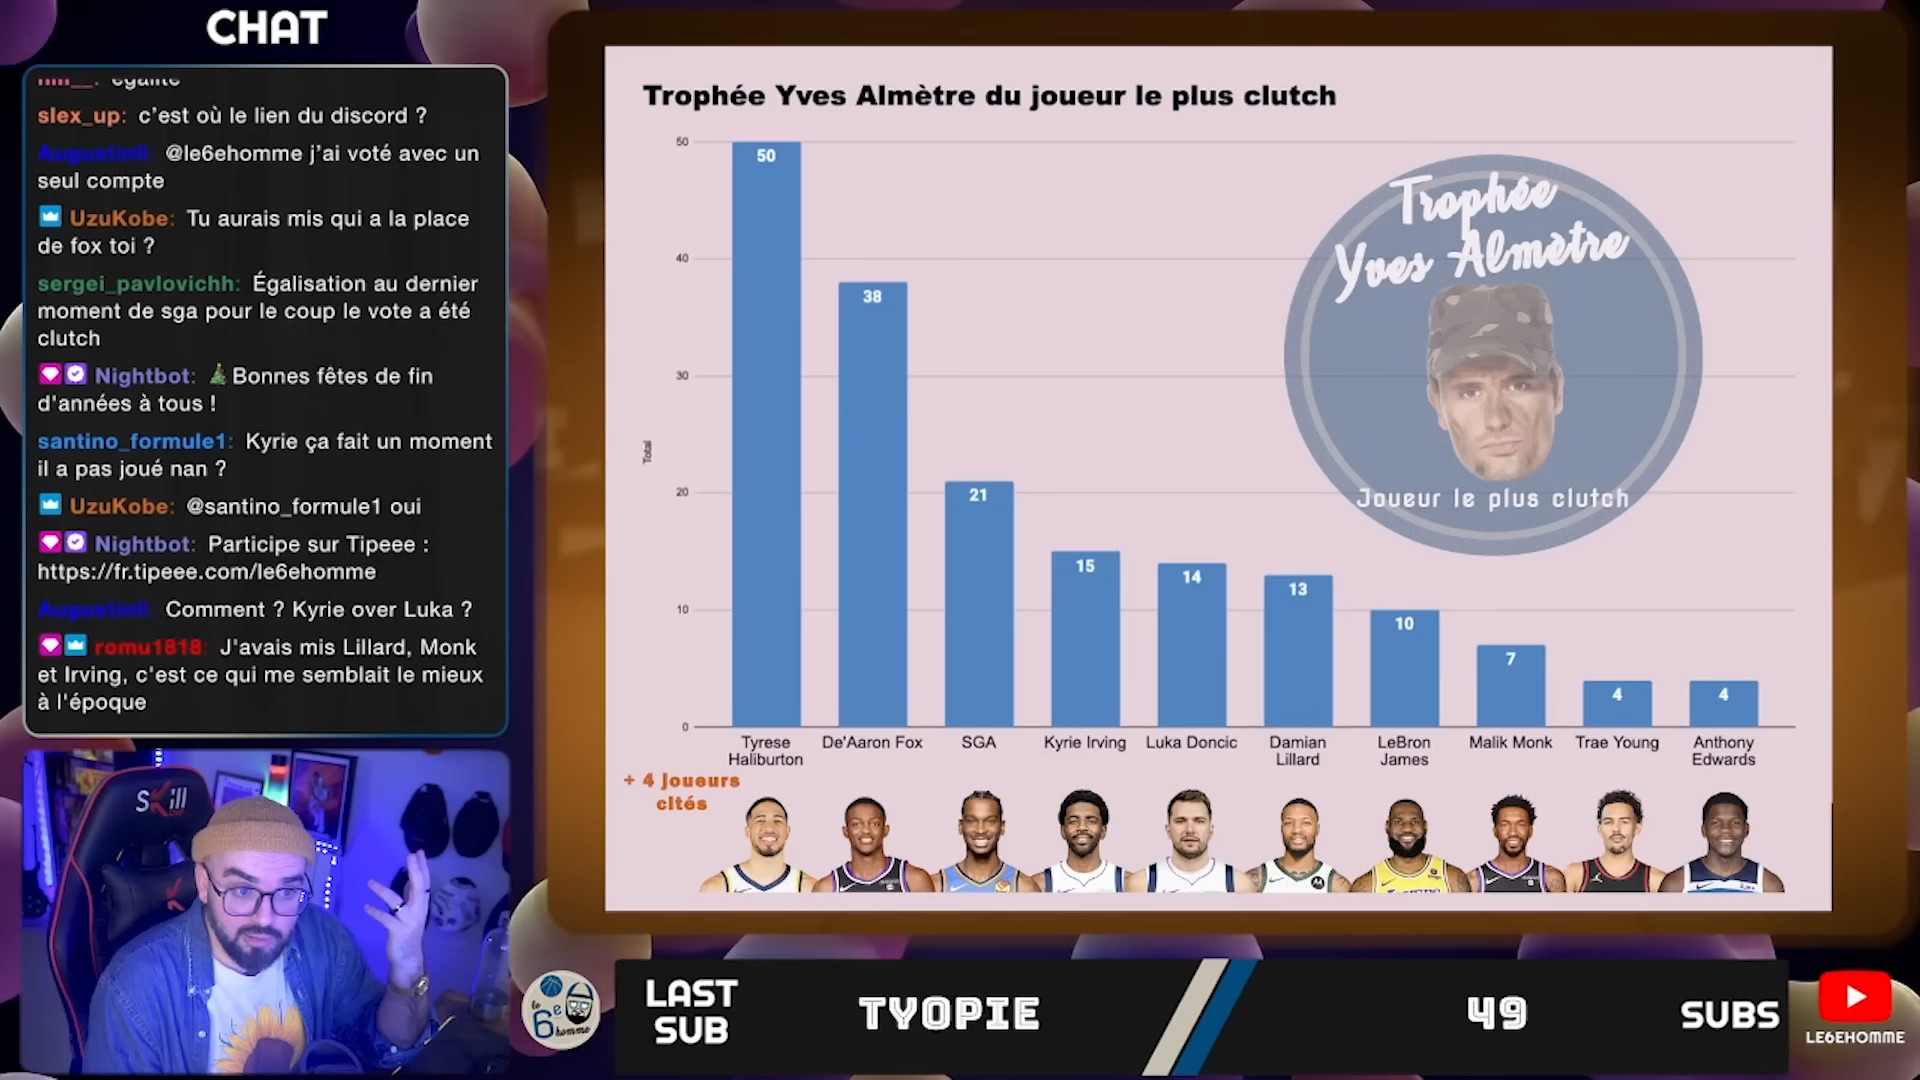 CHAT
égalité
slex_up: c'est où le lien du discord ?
@le6ehomme j'ai voté avec un
seul compte
UzuKobe: Tu aurais mis qui a la place
de fox toi ?
sergei_pavlovichh: Égalisation au dernier
moment de sga pour le coup le vote a été
clutch
Nightbot: 🎄Bonnes fêtes de fin
d'années à tous !
santino_formule1: Kyrie ça fait un moment
il a pas joué nan ?
UzuKobe: @santino_formule1 oui
Nightbot: Participe sur Tipeee :
https://fr.tipeee.com/le6ehomme
Comment ? Kyrie over Luka ?
romu1818: J'avais mis Lillard, Monk
et Irving, c'est ce qui me semblait le mieux
à l'époque
Trophée Yves Almètre du joueur le plus clutch
50
40
30
20
10
0
Total
50
38
21
15
14
13
10
7
4
4
Tyrese
Haliburton
De'Aaron Fox
SGA
Kyrie Irving
Luka Doncic
Damian
Lillard
LeBron
James
Malik Monk
Trae Young
Anthony
Edwards
+ 4 joueurs
cités
Trophée
Yves Almètre
Joueur le plus clutch
SKill
le
6e
homme
LAST
SUB
TYOPIE
49
SUBS
LE6EHOMME